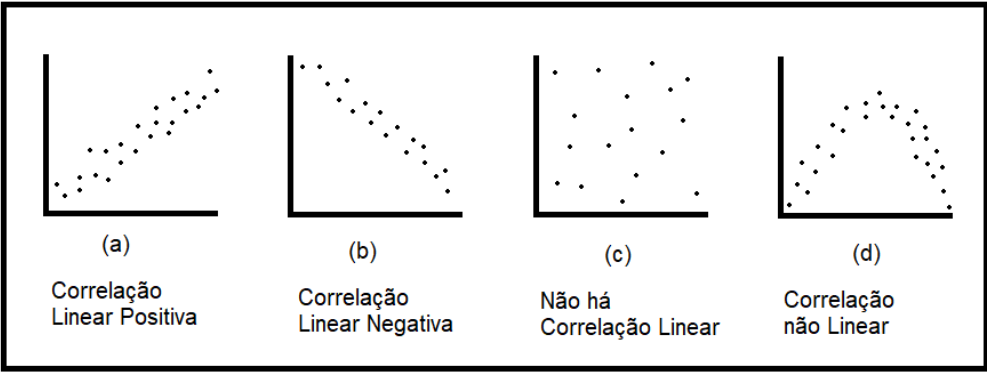 (a)
Correlação
Linear Positiva
(b)
Correlação
Linear Negativa
(c)
Não há
Correlação Linear
(d)
Correlação
não Linear